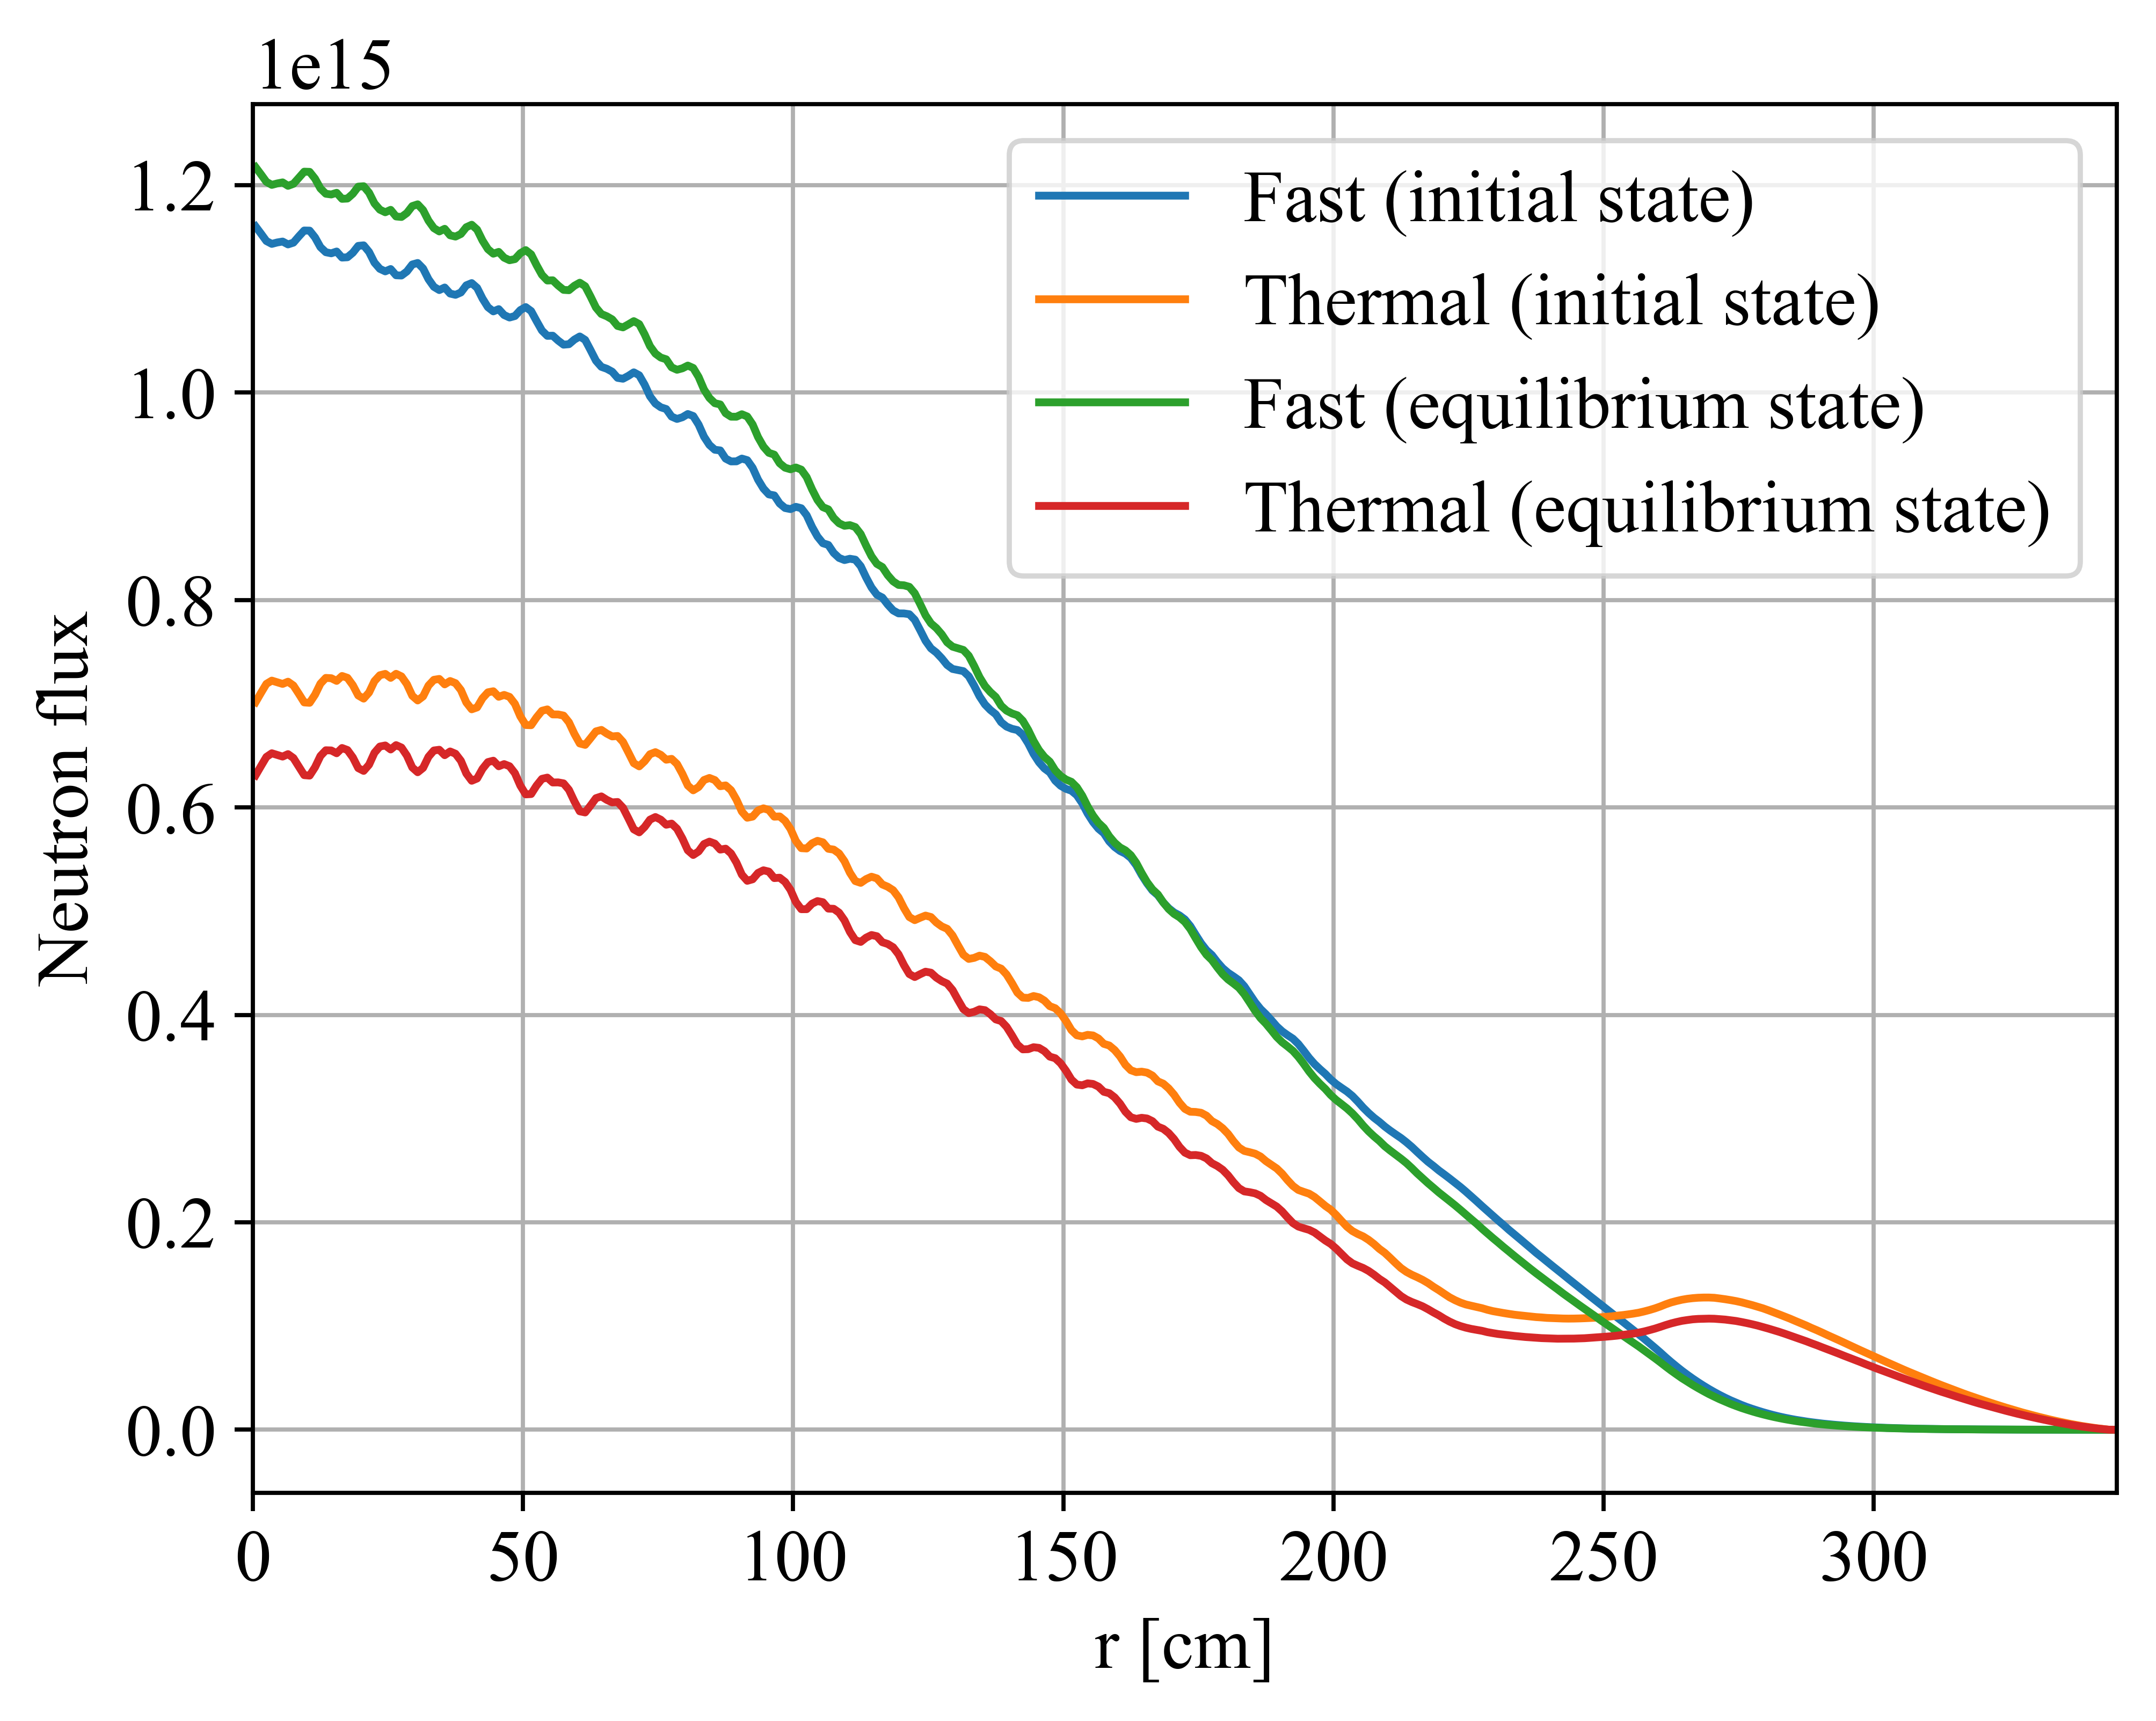 1e15
1.2
1.0
0.8
0.6
0.4
0.2
0.0
Neutron flux
Fast (initial state)
Thermal (initial state)
Fast (equilibrium state)
Thermal (equilibrium state)
0 50 100 150 200 250 300
r [cm]